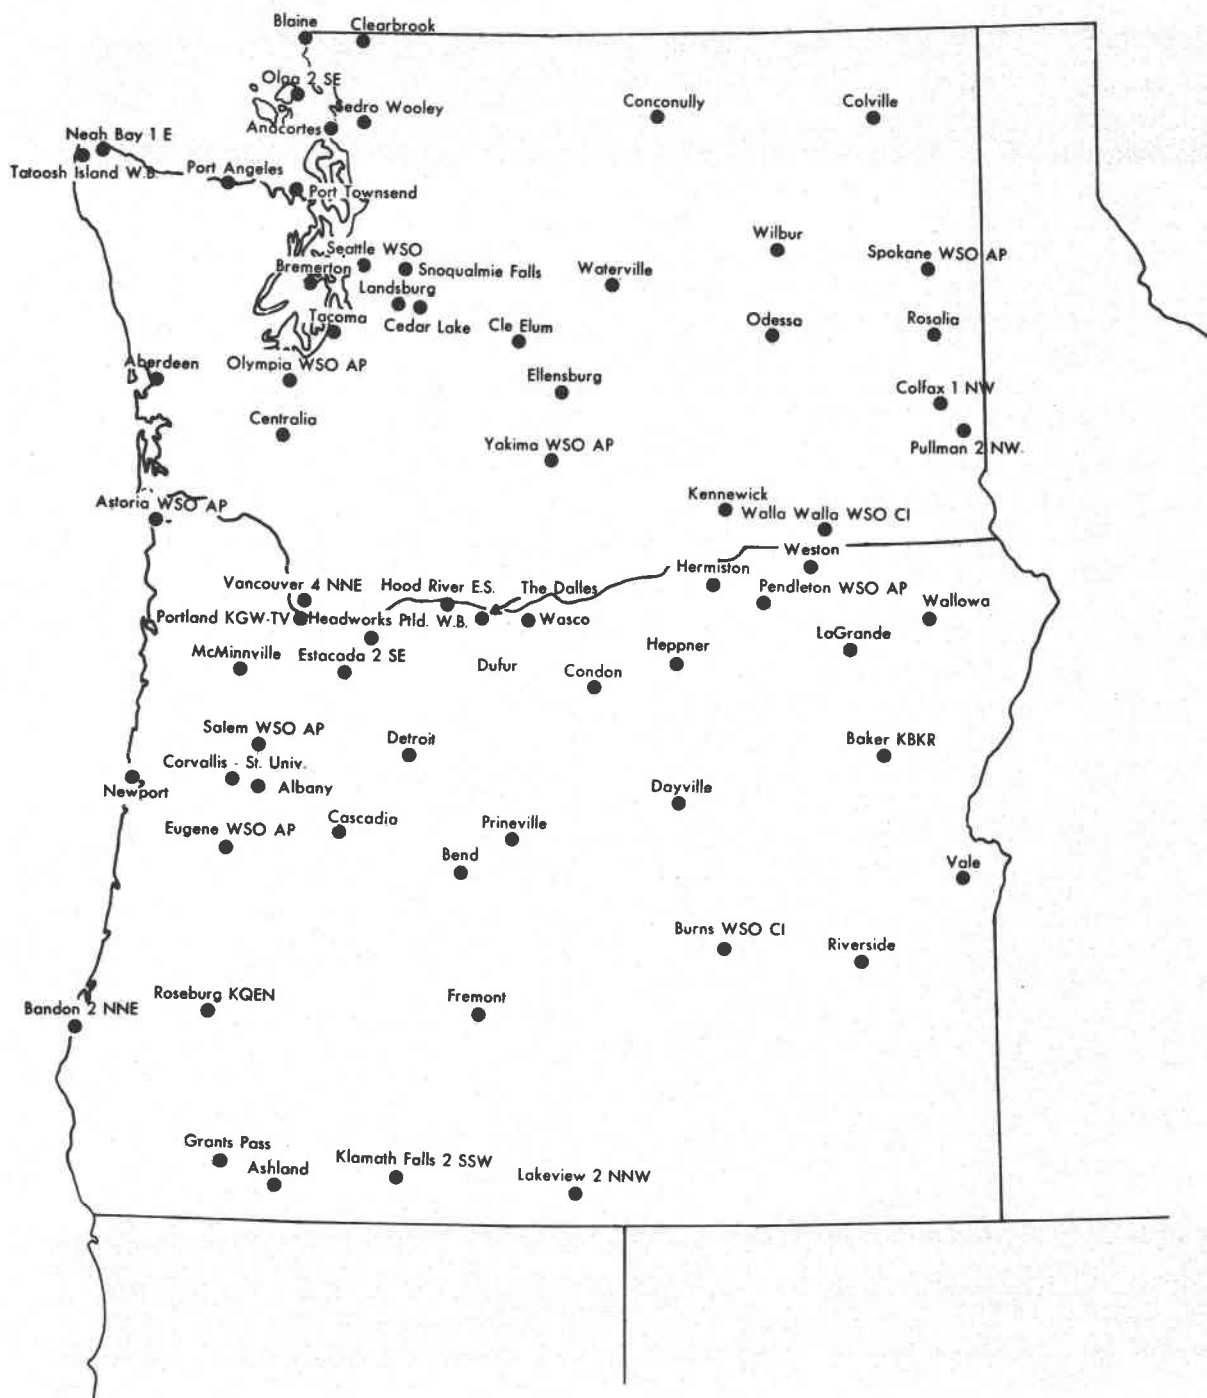 Blaine
Clearbrook
Olga 2 SE
Sedro Wooley
Conconully
Colville
Anacortes
Neah Bay 1 E
Tatoosh Island W.B.
Port Angeles
Port Townsend
Wilbur
Seattle WSO
Spokane WSO AP
Bremerton
Snoqualmie Falls
Waterville
Landsburg
Tacoma
Cedar Lake
Cle Elum
Odessa
Rosalia
Aberdeen
Olympia WSO AP
Ellensburg
Colfax 1 NW
Centralia
Yakima WSO AP
Pullman 2 NW.
Kennewick
Astoria WSO AP
Walla Walla WSO CI
Weston
Hermiston
Vancouver 4 NNE
Hood River E.S.
The Dalles
Pendleton WSO AP
Wallowa
Portland KGW-TV
Headworks Ptld. W.B.
Wasco
LaGrande
McMinnville
Estacada 2 SE
Dufur
Heppner
Condon
Salem WSO AP
Detroit
Baker KBKR
Corvallis - St. Univ.
Newport
Albany
Dayville
Cascadia
Eugene WSO AP
Prineville
Bend
Vale
Burns WSO CI
Riverside
Roseburg KQEN
Fremont
Bandon 2 NNE
Grants Pass
Ashland
Klamath Falls 2 SSW
Lakeview 2 NNW